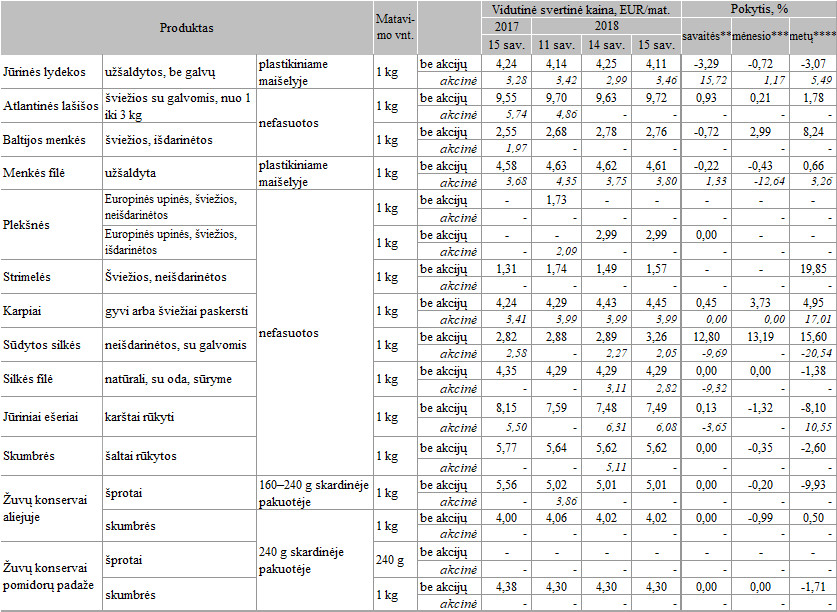 Produktas Matavimo vnt. Vidutinė svertinė kaina, EUR/mat. Pokytis, %
2017 2018 savaitės** mėnesio*** metų****
15 sav. 11 sav. 14 sav. 15 sav.
Jūrinės lydekos užšaldytos, be galvų plastikiniame maišelyje 1 kg be akcijų 4,24 4,14 4,25 4,11 -3,29 -0,72 -3,07
akcinė 3,28 3,42 2,99 3,46 15,72 1,17 5,49
Atlantinės lašišos šviežios su galvomis, nuo 1 iki 3 kg nefasuotos 1 kg be akcijų 9,55 9,70 9,63 9,72 0,93 0,21 1,78
akcinė 5,74 4,86 - - - - -
Baltijos menkės šviežios, išdarinėtos 1 kg be akcijų 2,55 2,68 2,78 2,76 -0,72 2,99 8,24
akcinė 1,97 - - - - - -
Menkės filė užšaldyta plastikiniame maišelyje 1 kg be akcijų 4,58 4,63 4,62 4,61 -0,22 -0,43 0,66
akcinė 3,68 4,35 3,75 3,80 1,33 -12,64 3,26
Plekšnės Europinės upinės, šviežios, neišdarinėtos nefasuotos 1 kg be akcijų - 1,73 - - - - -
akcinė - - - - - - -
Europinės upinės, šviežios, išdarinėtos 1 kg be akcijų - - 2,99 2,99 0,00 - -
akcinė - 2,09 - - - - -
Strimelės Šviežios, neišdarinėtos 1 kg be akcijų 1,31 1,74 1,49 1,57 - - 19,85
akcinė - - - - - - -
Karpiai gyvi arba šviežiai paskersti 1 kg be akcijų 4,24 4,29 4,43 4,45 0,45 3,73 4,95
akcinė 3,41 3,99 3,99 3,99 0,00 0,00 17,01
Sūdytos silkės neišdarinėtos, su galvomis 1 kg be akcijų 2,82 2,88 2,89 3,26 12,80 13,19 15,60
akcinė 2,58 - 2,27 2,05 -9,69 - -20,54
Silkės filė natūrali, su oda, sūryme 1 kg be akcijų 4,35 4,29 4,29 4,29 0,00 0,00 -1,38
akcinė - - 3,11 2,82 -9,32 - -
Jūriniai ešeriai karštai rūkyti 1 kg be akcijų 8,15 7,59 7,48 7,49 0,13 -1,32 -8,10
akcinė 5,50 - 6,31 6,08 -3,65 - 10,55
Skumbrės šaltai rūkytos 1 kg be akcijų 5,77 5,64 5,62 5,62 0,00 -0,35 -2,60
akcinė - - 5,11 - - - -
Žuvų konservai aliejuje šprotai 160–240 g skardinėje pakuotėje 1 kg be akcijų 5,56 5,02 5,01 5,01 0,00 -0,20 -9,93
akcinė - 3,86 - - - - -
skumbrės 240 g skardinėje pakuotėje 1 kg be akcijų 4,00 4,06 4,02 4,02 0,00 -0,99 0,50
akcinė - - - - - - -
Žuvų konservai pomidorų padaže šprotai 240 g be akcijų - - - - - - -
akcinė - - - - - - -
skumbrės 1 kg be akcijų 4,38 4,30 4,30 4,30 0,00 0,00 -1,71
akcinė - - - - - - -